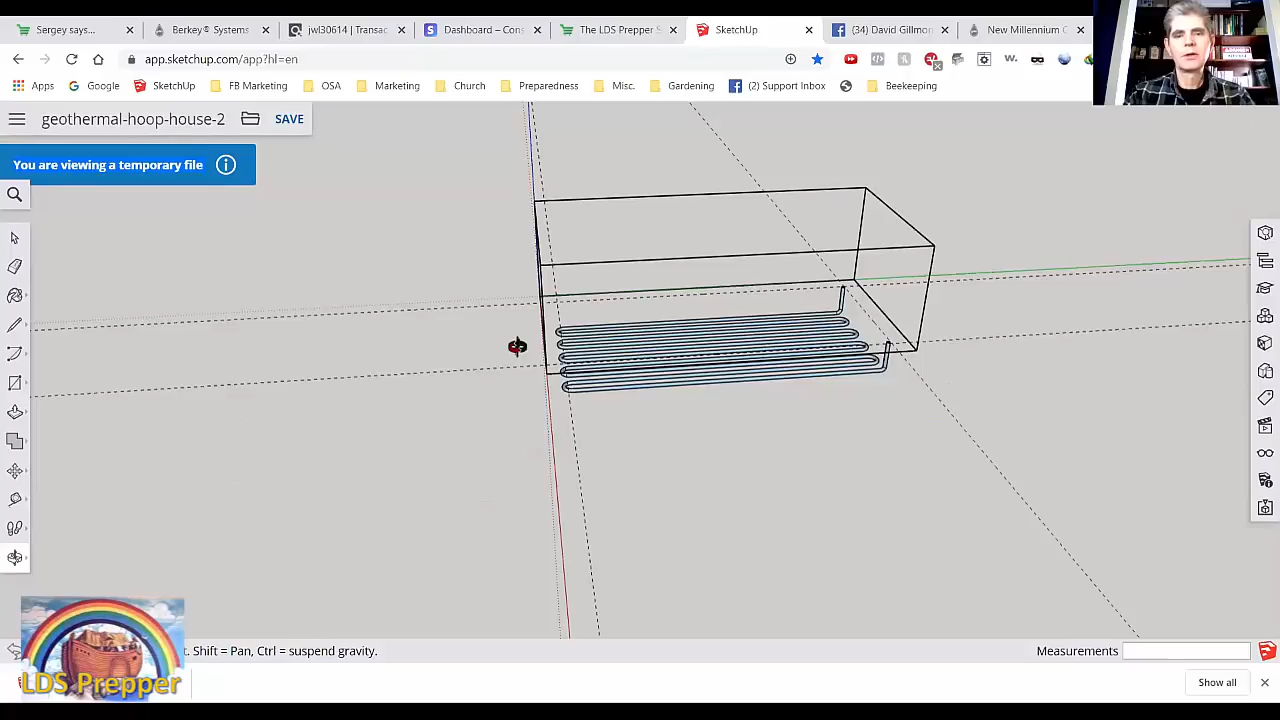 Sergey says...
Berkey® Systems
jwl30614 | Transac
Dashboard – Con
The LDS Prepper S
SketchUp
(34) David Gillmor
New Millennium C
app.sketchup.com/app?hl=en
Apps
Google
SketchUp
FB Marketing
OSA
Marketing
Church
Preparedness
Misc.
Gardening
(2) Support Inbox
Beekeeping
geothermal-hoop-house-2
SAVE
You are viewing a temporary file
t. Shift = Pan, Ctrl = suspend gravity.
Measurements
LDS Prepper
Show all